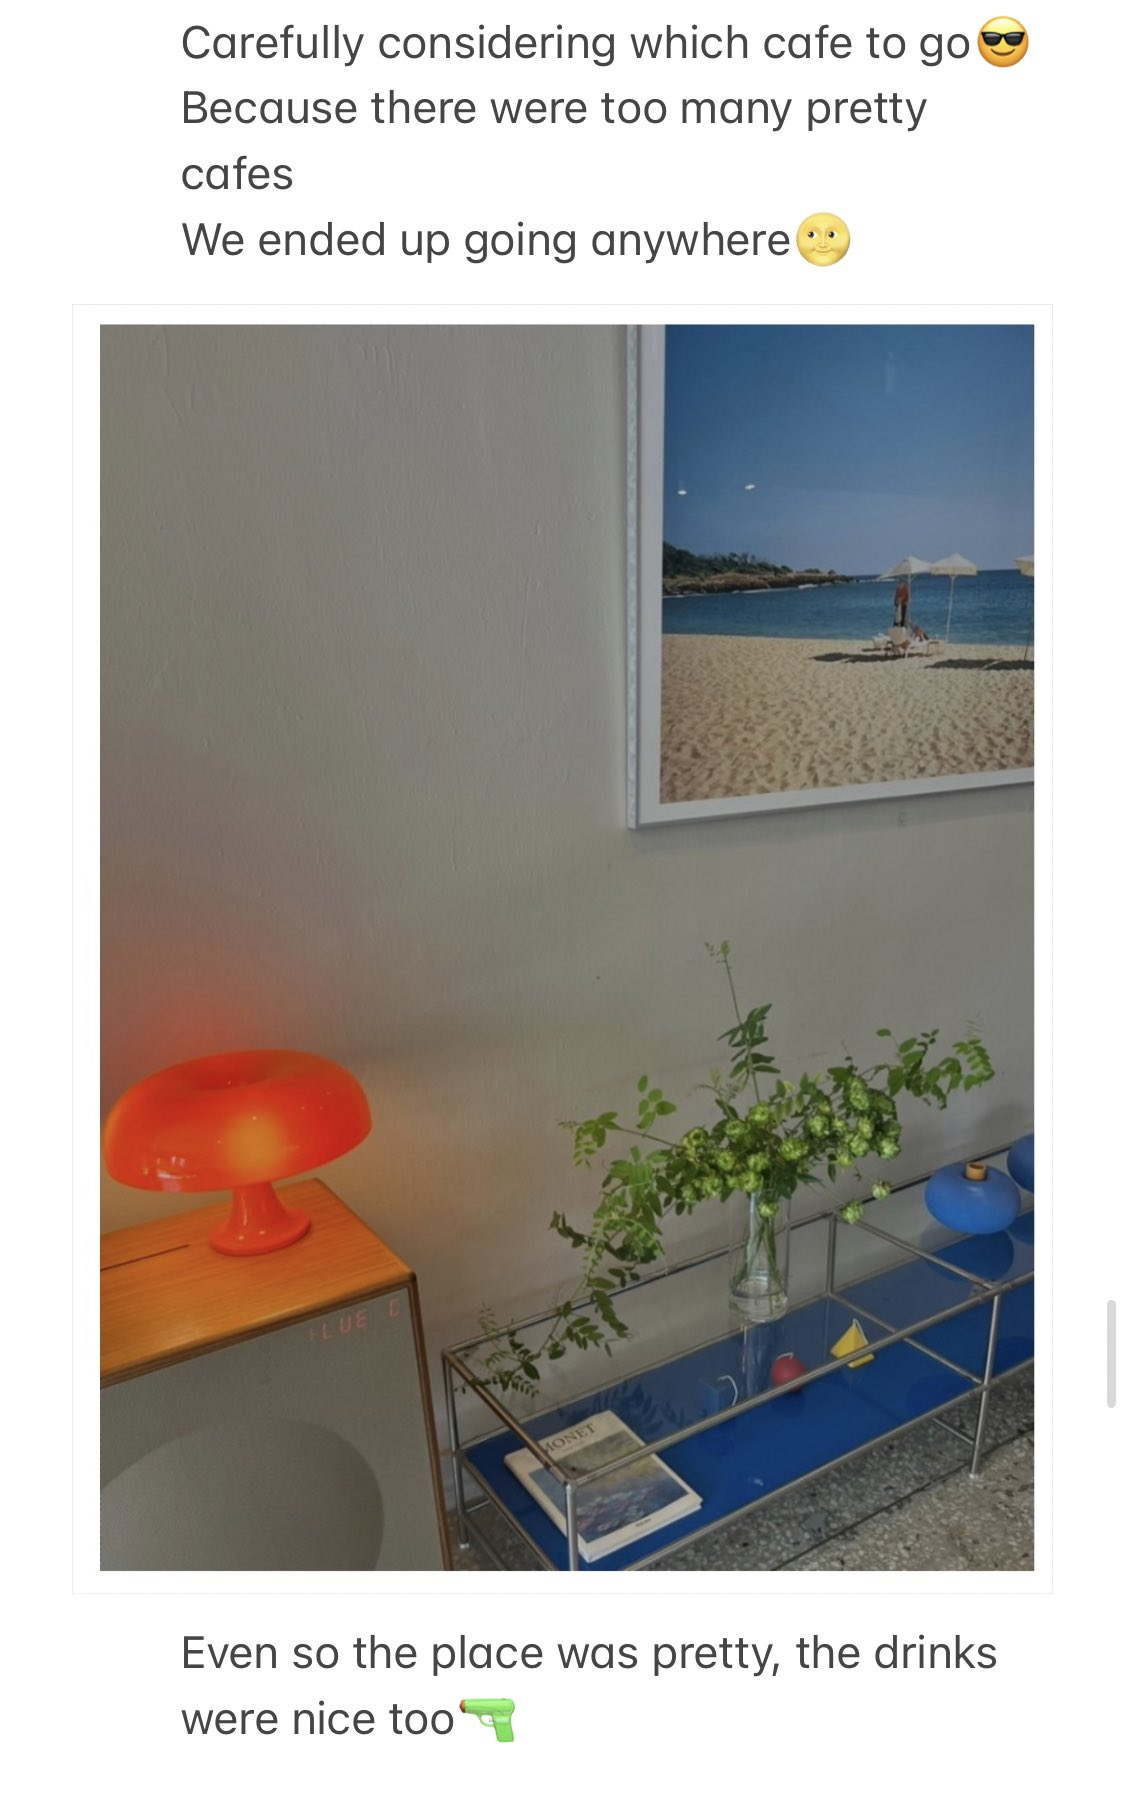 Carefully considering which cafe to go😎
Because there were too many pretty
cafes
We ended up going anywhere🌝
MONET
Even so the place was pretty, the drinks
were nice too🔫